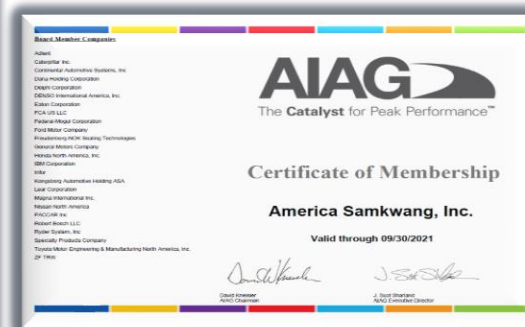 Board Member Companies
Adient
Caterpillar Inc.
Continental Automotive Systems, Inc.
Dana Holding Corporation
Delphi Corporation
DENSO International America, Inc.
Eaton Corporation
FCA US LLC
Federal-Mogul Corporation
Ford Motor Company
Freudenberg-NOK Sealing Technologies
General Motors Company
Honda North America, Inc.
IBM Corporation
Infor
Kongsberg Automotive Holding ASA
Lear Corporation
Magna International Inc.
Nissan North America
PACCAR Inc
Robert Bosch LLC
Ryder System, Inc
Specialty Products Company
Toyota Motor Engineering & Manufacturing North America, Inc.
ZF TRW
AIAG
The Catalyst for Peak Performance™
Certificate of Membership
America Samkwang, Inc.
Valid through 09/30/2021
David Kneisler
AIAG Chairman
J. Scot Sharland
AIAG Executive Director